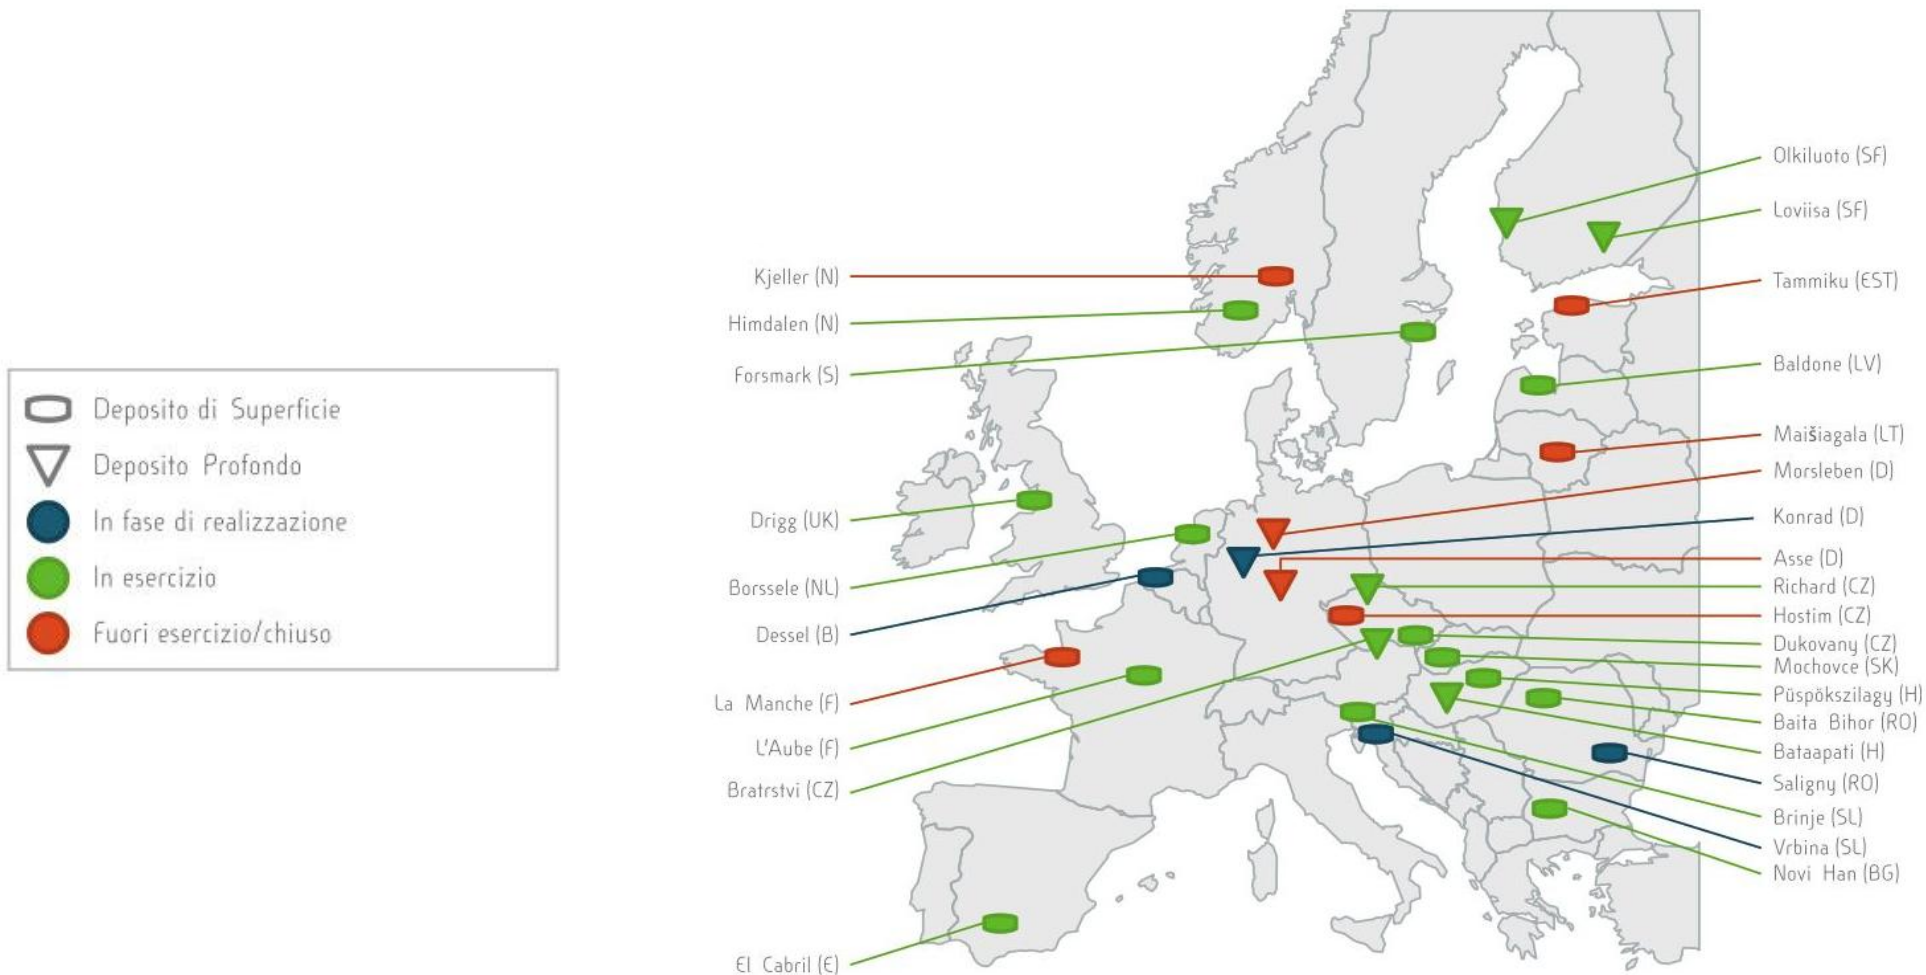 Deposito di Superficie
Deposito Profondo
In fase di realizzazione
In esercizio
Fuori esercizio/chiuso
Kjeller (N)
Himdalen (N)
Forsmark (S)
Drigg (UK)
Borssele (NL)
Dessel (B)
La Manche (F)
L'Aube (F)
Bratrstvi (CZ)
El Cabril (E)
Olkiluoto (SF)
Loviisa (SF)
Tammiku (EST)
Baldone (LV)
Maišiagala (LT)
Morsleben (D)
Konrad (D)
Asse (D)
Richard (CZ)
Hostim (CZ)
Dukovany (CZ)
Mochovce (SK)
Püspökszilagy (H)
Baita Bihor (RO)
Bataapati (H)
Saligny (RO)
Brinje (SL)
Vrbina (SL)
Novi Han (BG)